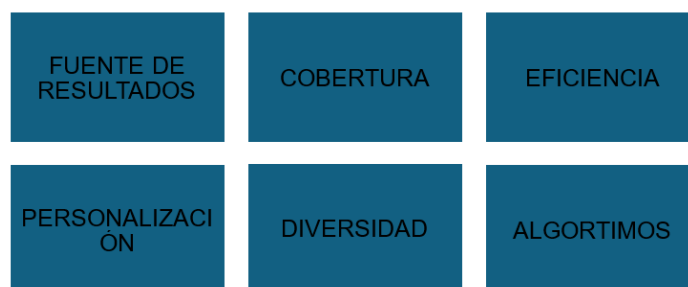 FUENTE DE
RESULTADOS
COBERTURA
EFICIENCIA
PERSONALIZACI
ÓN
DIVERSIDAD
ALGORTIMOS